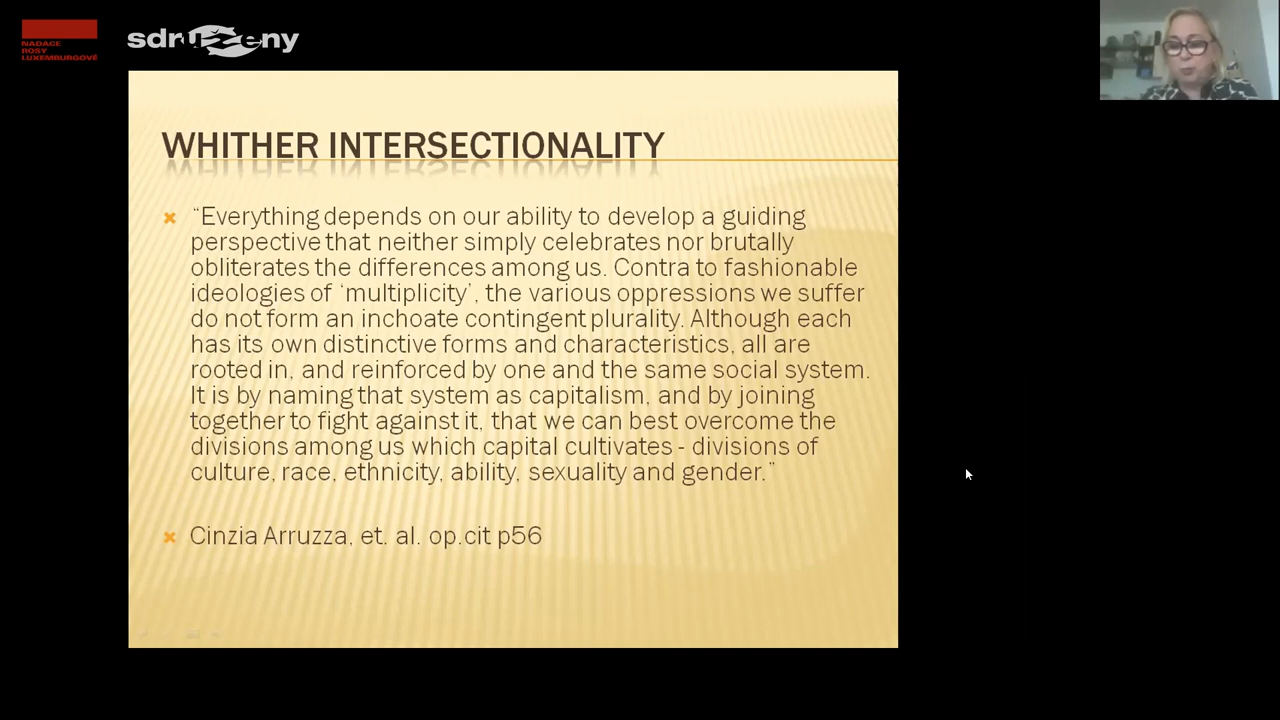 NADACE
ROSY
LUXEMBURGOVÉ
sdruženy
WHITHER INTERSECTIONALITY
“Everything depends on our ability to develop a guiding
perspective that neither simply celebrates nor brutally
obliterates the differences among us. Contra to fashionable
ideologies of ‘multiplicity’, the various oppressions we suffer
do not form an inchoate contingent plurality. Although each
has its own distinctive forms and characteristics, all are
rooted in, and reinforced by one and the same social system.
It is by naming that system as capitalism, and by joining
together to fight against it, that we can best overcome the
divisions among us which capital cultivates - divisions of
culture, race, ethnicity, ability, sexuality and gender.”
Cinzia Arruzza, et. al. op.cit p56